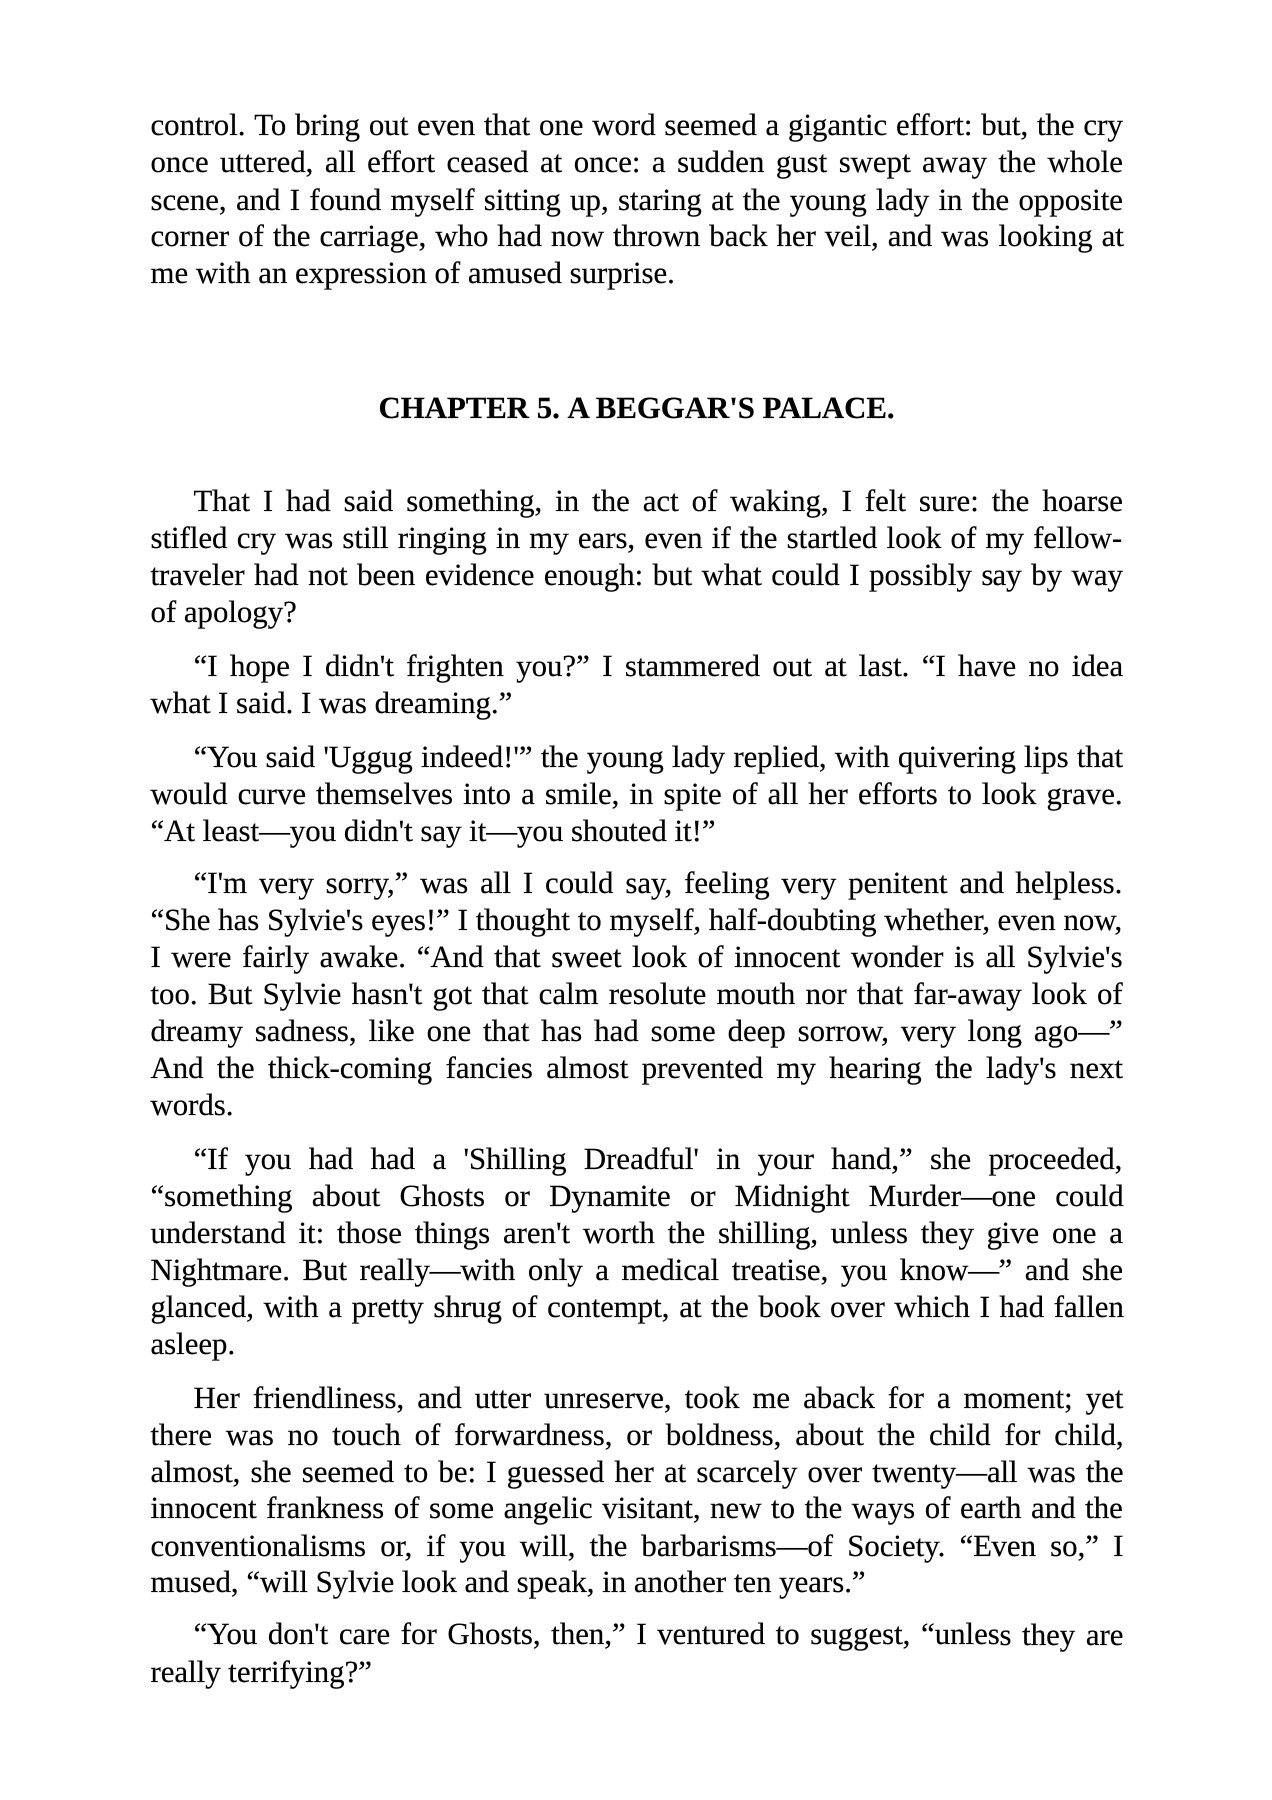 control. To bring out even that one word seemed a gigantic effort: but, the cry
once uttered, all effort ceased at once: a sudden gust swept away the whole
scene, and I found myself sitting up, staring at the young lady in the opposite
corner of the carriage, who had now thrown back her veil, and was looking at
me with an expression of amused surprise.
CHAPTER 5. A BEGGAR'S PALACE.
That I had said something, in the act of waking, I felt sure: the hoarse
stifled cry was still ringing in my ears, even if the startled look of my fellow-
traveler had not been evidence enough: but what could I possibly say by way
of apology?
“I hope I didn't frighten you?” I stammered out at last. “I have no idea
what I said. I was dreaming.”
“You said 'Uggug indeed!'” the young lady replied, with quivering lips that
would curve themselves into a smile, in spite of all her efforts to look grave.
“At least—you didn't say it—you shouted it!”
“I'm very sorry,” was all I could say, feeling very penitent and helpless.
“She has Sylvie's eyes!” I thought to myself, half-doubting whether, even now,
I were fairly awake. “And that sweet look of innocent wonder is all Sylvie's
too. But Sylvie hasn't got that calm resolute mouth nor that far-away look of
dreamy sadness, like one that has had some deep sorrow, very long ago—”
And the thick-coming fancies almost prevented my hearing the lady's next
words.
“If you had had a 'Shilling Dreadful' in your hand,” she proceeded,
“something about Ghosts or Dynamite or Midnight Murder—one could
understand it: those things aren't worth the shilling, unless they give one a
Nightmare. But really—with only a medical treatise, you know—” and she
glanced, with a pretty shrug of contempt, at the book over which I had fallen
asleep.
Her friendliness, and utter unreserve, took me aback for a moment; yet
there was no touch of forwardness, or boldness, about the child for child,
almost, she seemed to be: I guessed her at scarcely over twenty—all was the
innocent frankness of some angelic visitant, new to the ways of earth and the
conventionalisms or, if you will, the barbarisms—of Society. “Even so,” I
mused, “will Sylvie look and speak, in another ten years.”
“You don't care for Ghosts, then,” I ventured to suggest, “unless they are
really terrifying?”